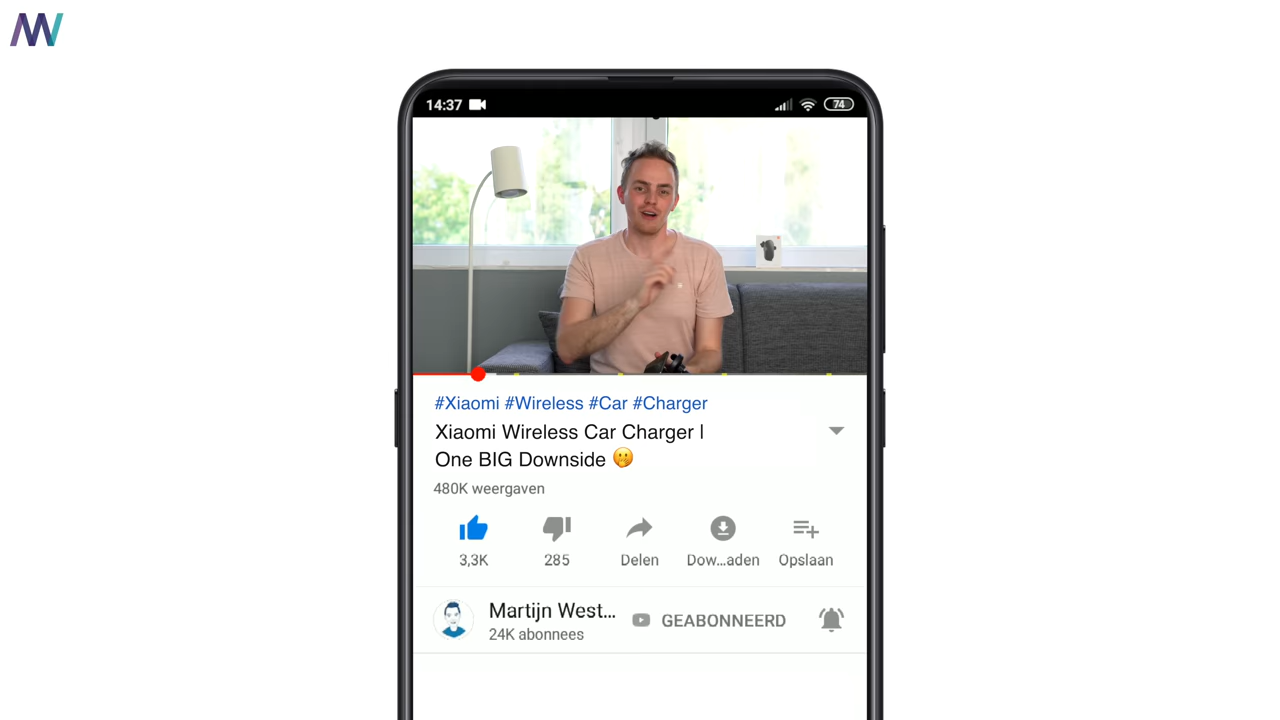 14:37
74
#Xiaomi #Wireless #Car #Charger
Xiaomi Wireless Car Charger |
One BIG Downside 🤭
480K weergaven
3,3K
285
Delen
Dow...aden
Opslaan
Martijn West...
GEABONNEERD
24K abonnees